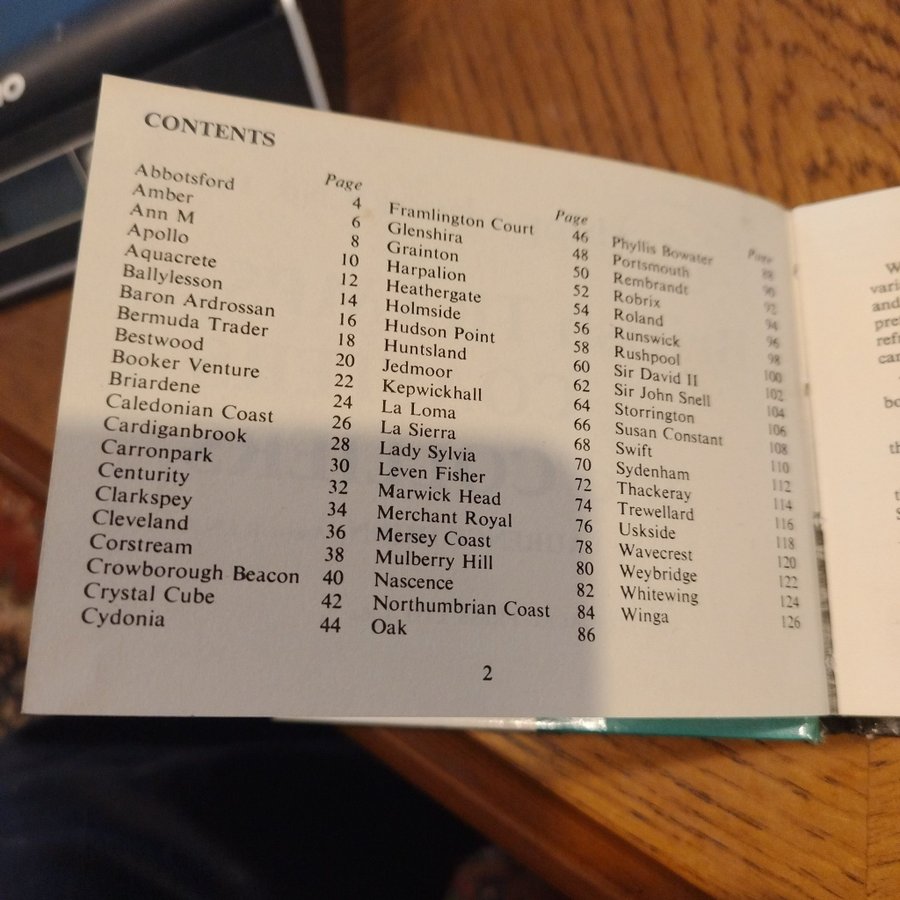 CONTENTS
Page
Abbotsford 4
Amber 6
Ann M 8
Apollo 10
Aquacrete 12
Ballylesson 14
Baron Ardrossan 16
Bermuda Trader 18
Bestwood 20
Booker Venture 22
Briardene 24
Caledonian Coast 26
Cardiganbrook 28
Carronpark 30
Centurity 32
Clarkspey 34
Cleveland 36
Corstream 38
Crowborough Beacon 40
Crystal Cube 42
Cydonia 44
Page
Framlington Court 46
Glenshira 48
Grainton 50
Harpalion 52
Heathergate 54
Holmside 56
Hudson Point 58
Huntsland 60
Jedmoor 62
Kepwickhall 64
La Loma 66
La Sierra 68
Lady Sylvia 70
Leven Fisher 72
Marwick Head 74
Merchant Royal 76
Mersey Coast 78
Mulberry Hill 80
Nascence 82
Northumbrian Coast 84
Oak 86
Page
Phyllis Bowater 88
Portsmouth 90
Rembrandt 92
Robrix 94
Roland 96
Runswick 98
Rushpool 100
Sir David II 102
Sir John Snell 104
Storrington 106
Susan Constant 108
Swift 110
Sydenham 112
Thackeray 114
Trewellard 116
Uskside 118
Wavecrest 120
Weybridge 122
Whitewing 124
Winga 126
2
and